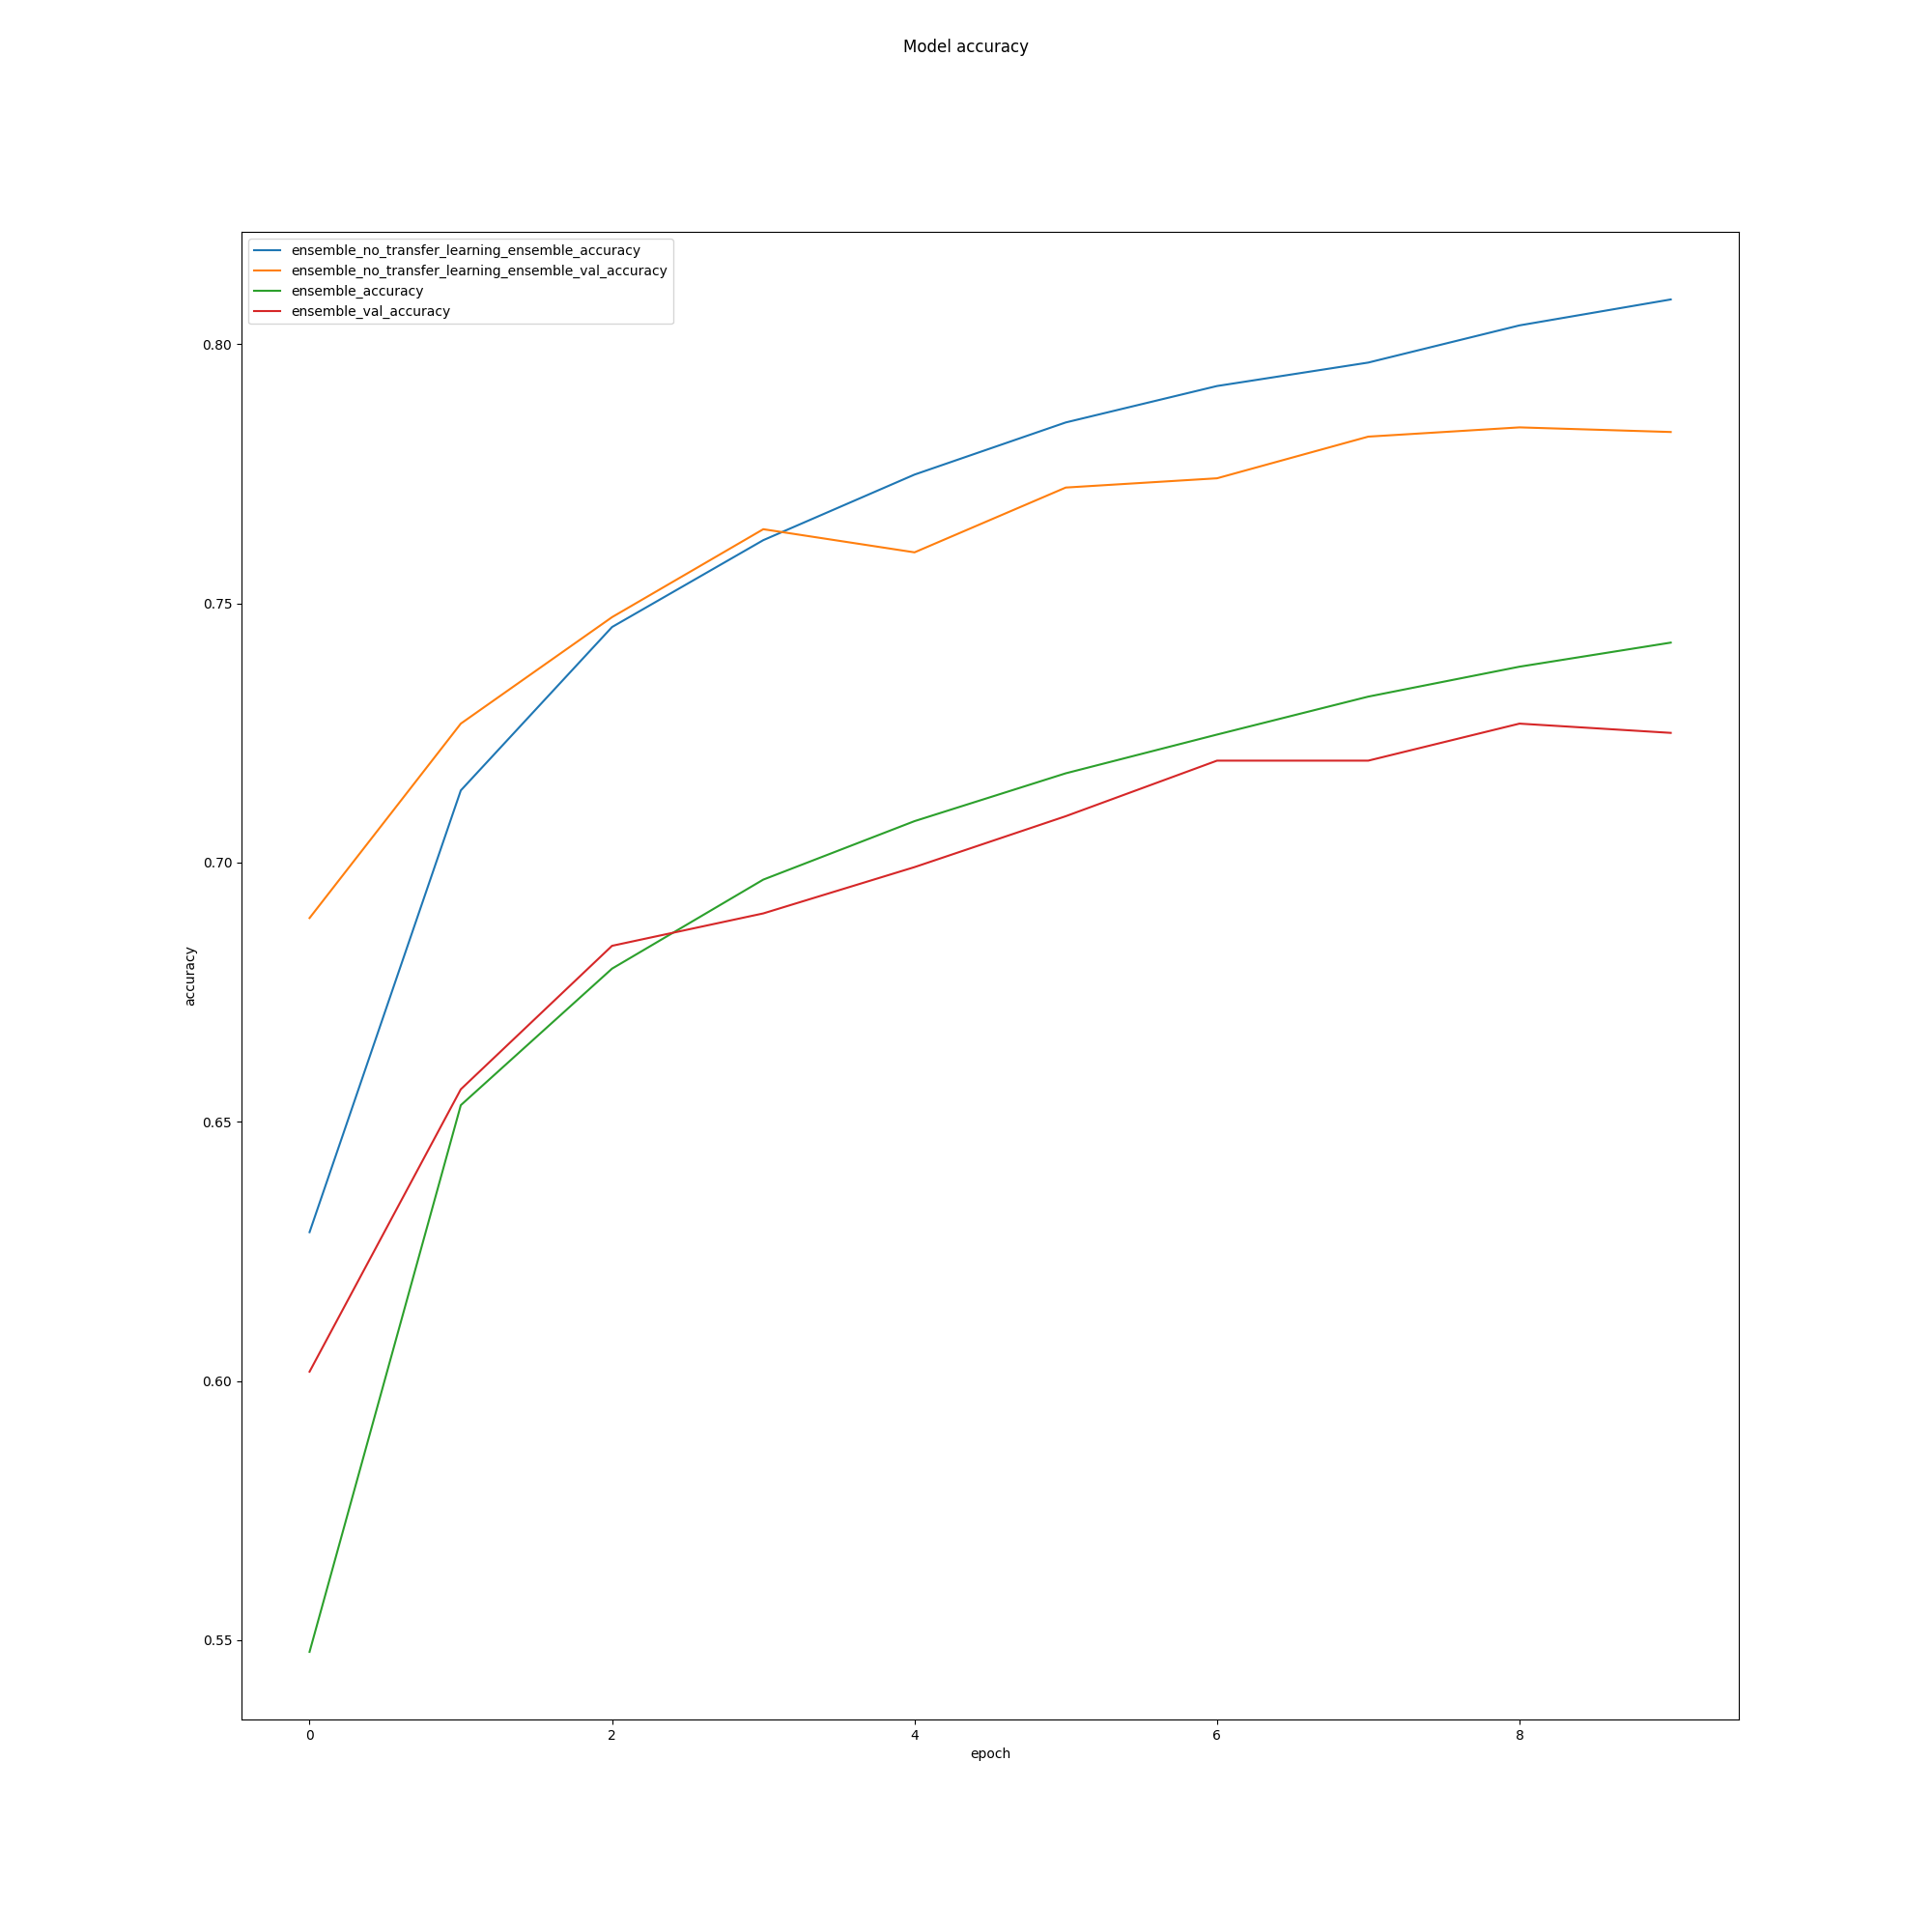 Model accuracy
ensemble_no_transfer_learning_ensemble_accuracy
ensemble_no_transfer_learning_ensemble_val_accuracy
ensemble_accuracy
ensemble_val_accuracy
0.80
0.75
0.70
0.65
0.60
0.55
accuracy
0 2 4 6 8
epoch